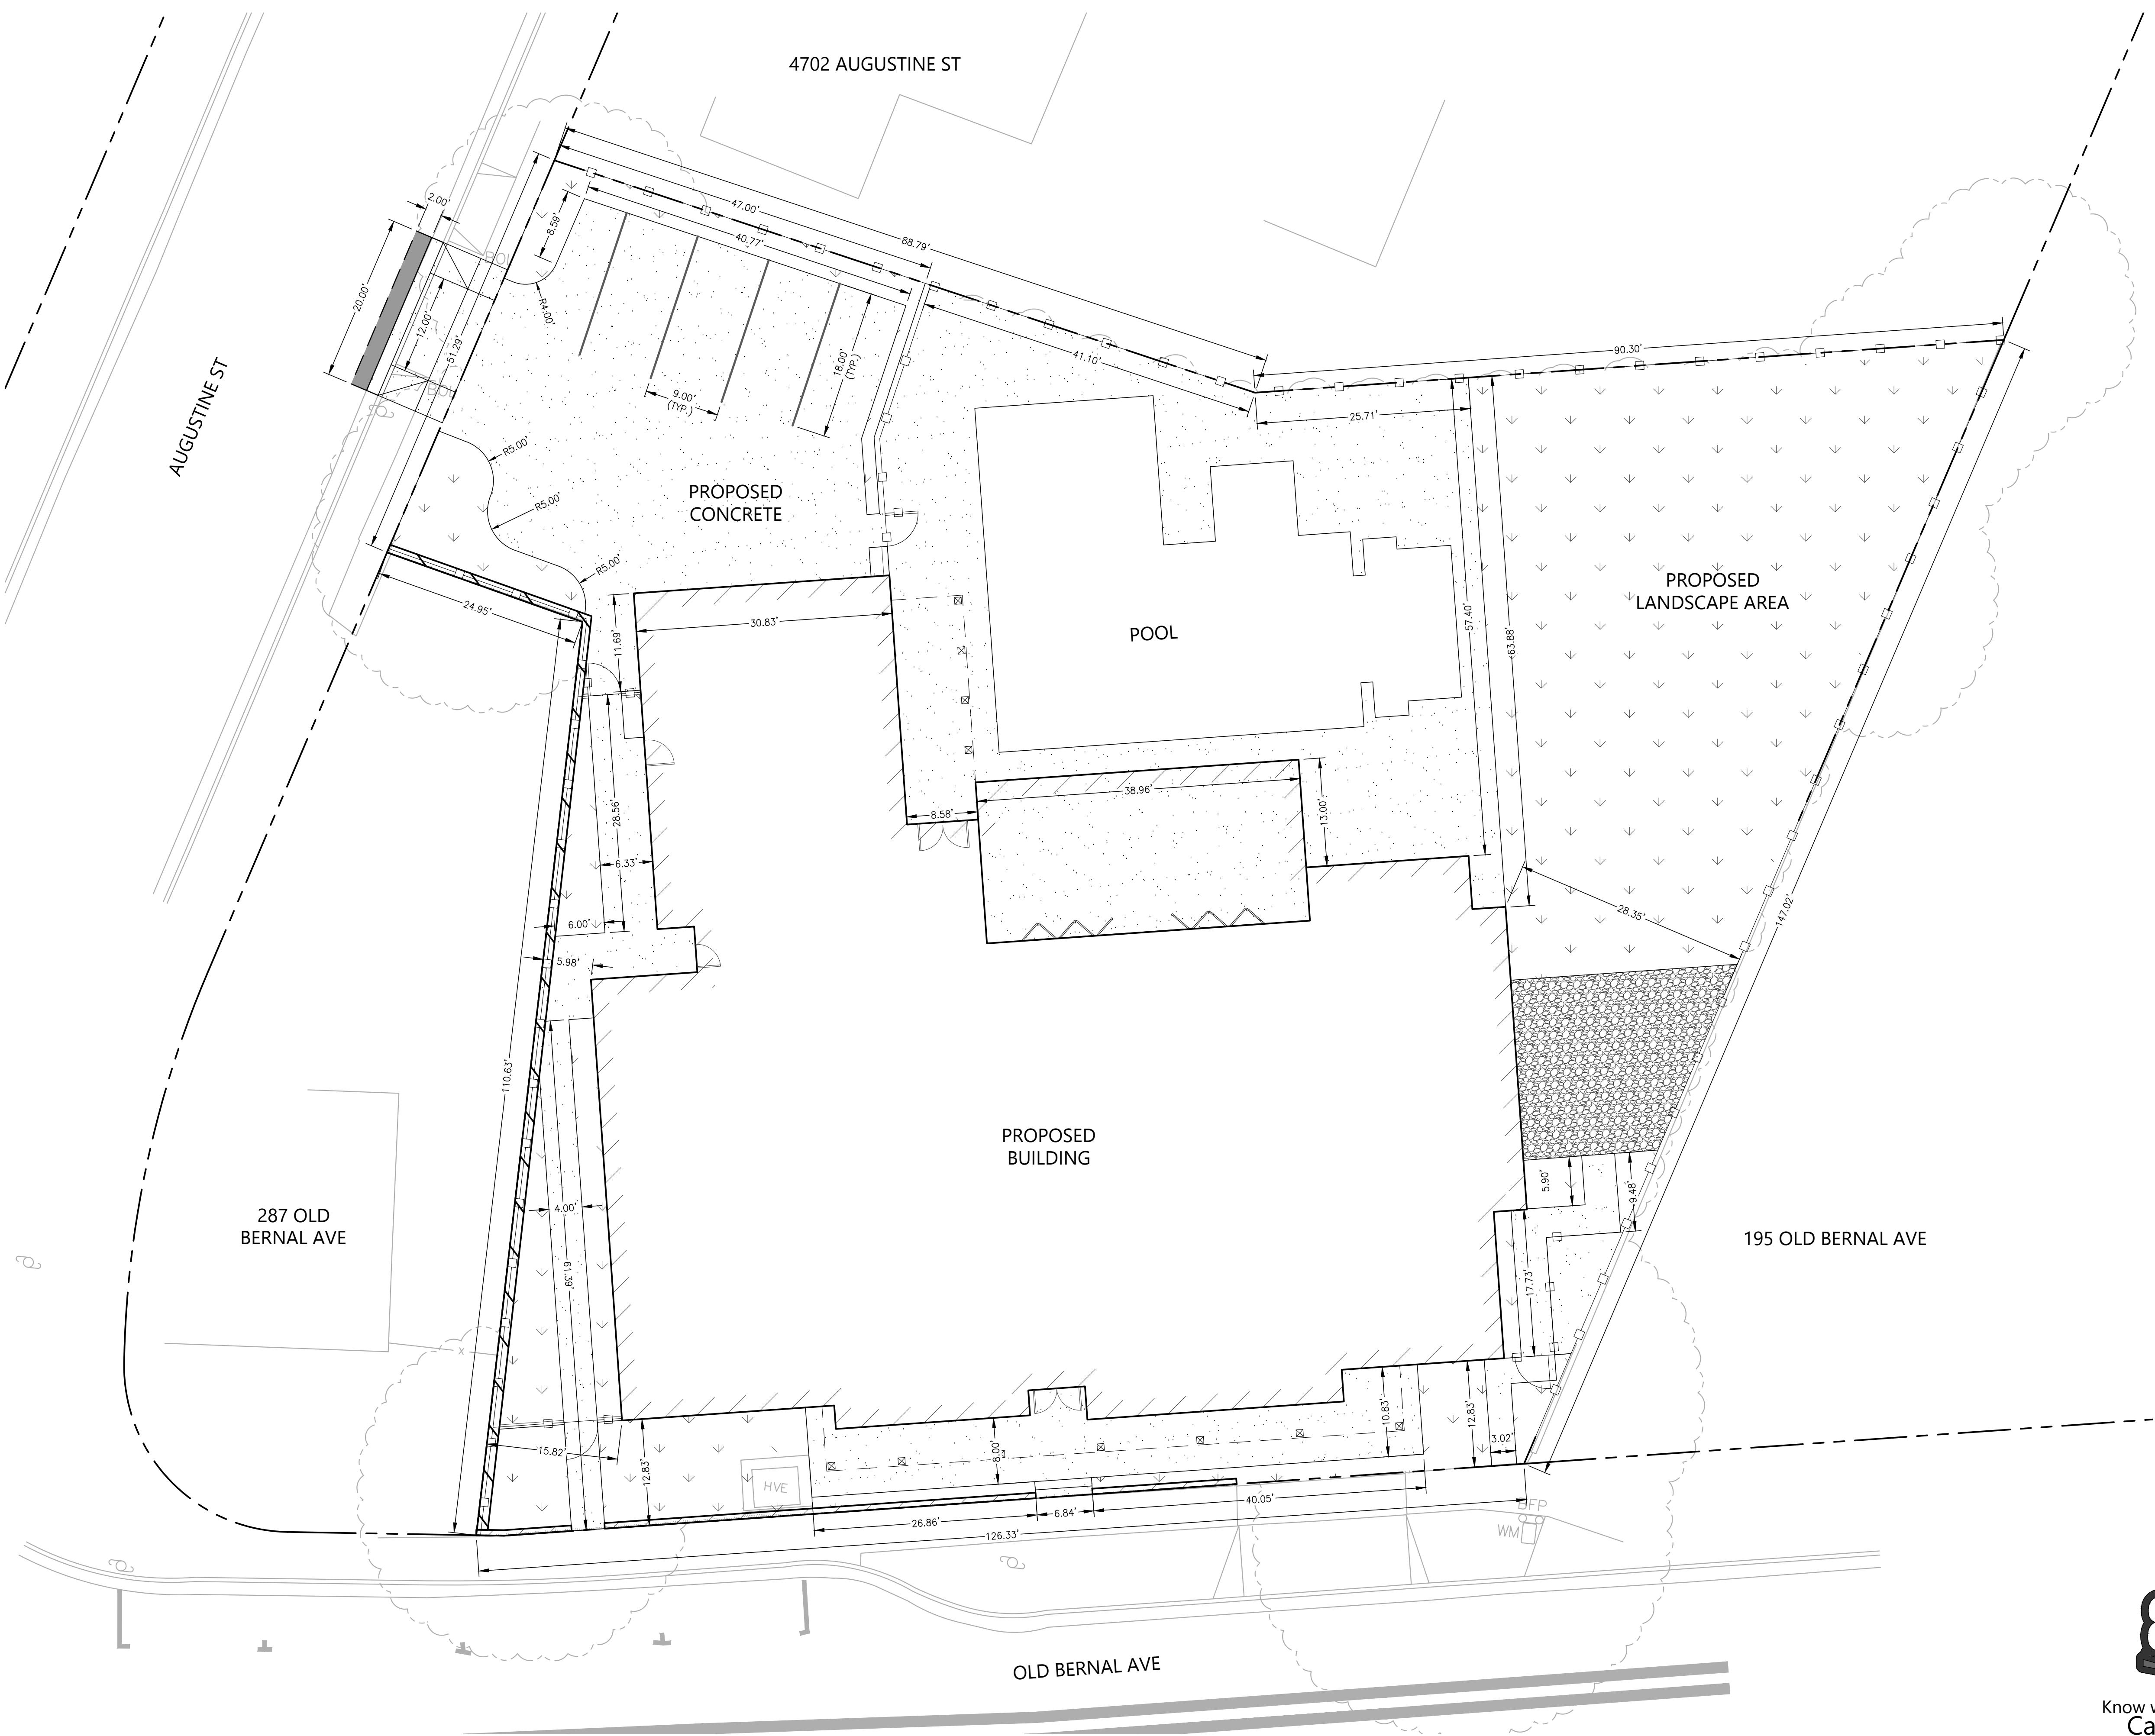 4702 AUGUSTINE ST
2.00'
47.00'
8.59'
40.77'
88.79'
20.00'
12.00'
51.29'
R4.00'
18.00'
(TYP.)
41.10'
90.30'
9.00'
(TYP.)
25.71'
AUGUSTINE ST
R5.00'
R5.00'
R5.00'
PROPOSED
CONCRETE
24.95'
11.69'
30.83'
POOL
57.40'
63.88'
PROPOSED
LANDSCAPE AREA
38.96'
8.58'
13.00'
28.56'
6.33'
6.00'
5.98'
28.35'
147.02'
110.63'
PROPOSED
BUILDING
287 OLD
BERNAL AVE
4.00'
61.39'
5.90'
9.48'
17.73'
195 OLD BERNAL AVE
x
15.82'
12.83'
HVE
8.00'
10.83'
12.83'
3.02'
26.86'
6.84'
40.05'
126.33'
BFP
WM
OLD BERNAL AVE